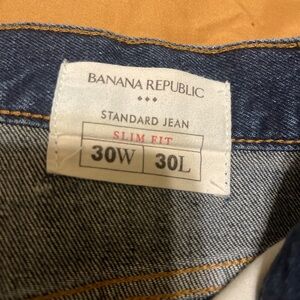 BANANA REPUBLIC
STANDARD JEAN
SLIM FIT
30W 30L